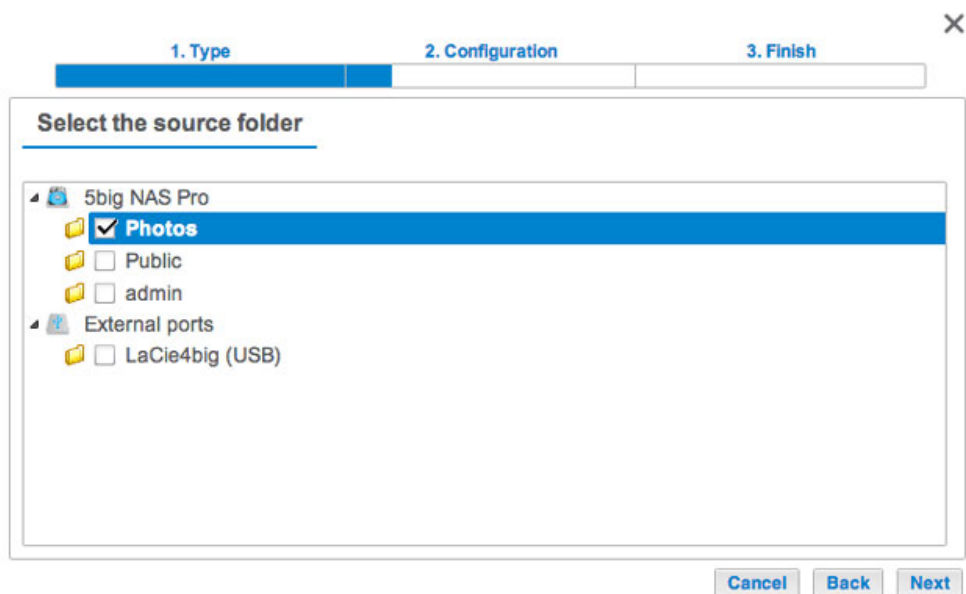 1. Type 2. Configuration 3. Finish
Select the source folder
5big NAS Pro
Photos
Public
admin
External ports
LaCie4big (USB)
Cancel Back Next